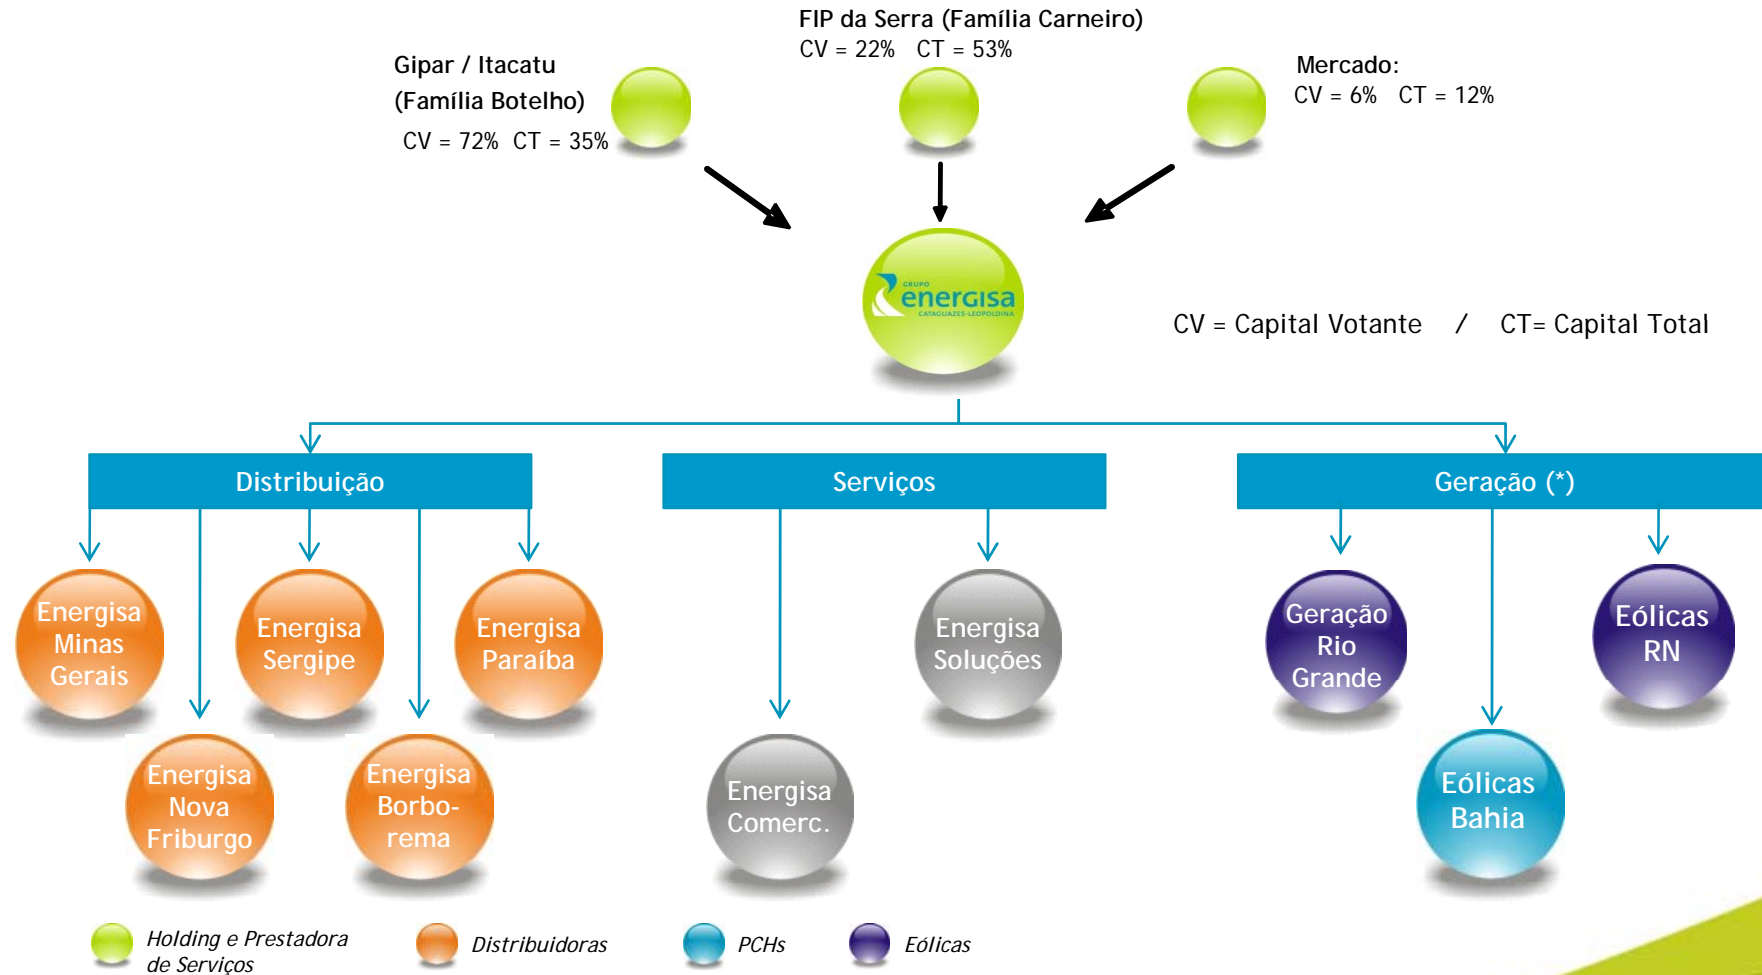 FIP da Serra (Família Carneiro)
CV = 22%   CT = 53%
Gipar / Itacatu
(Família Botelho)
CV = 72%  CT = 35%
Mercado:
CV = 6%   CT = 12%
GRUPO
energisa
CATAGUAZES-LEOPOLDINA
CV = Capital Votante   /   CT= Capital Total
Distribuição
Serviços
Geração (*)
Energisa
Minas
Gerais
Energisa
Sergipe
Energisa
Paraíba
Energisa
Soluções
Geração
Rio
Grande
Eólicas
RN
Energisa
Nova
Friburgo
Energisa
Borbo-
rema
Energisa
Comerc.
Eólicas
Bahia
Holding e Prestadora
de Serviços
Distribuidoras
PCHs
Eólicas